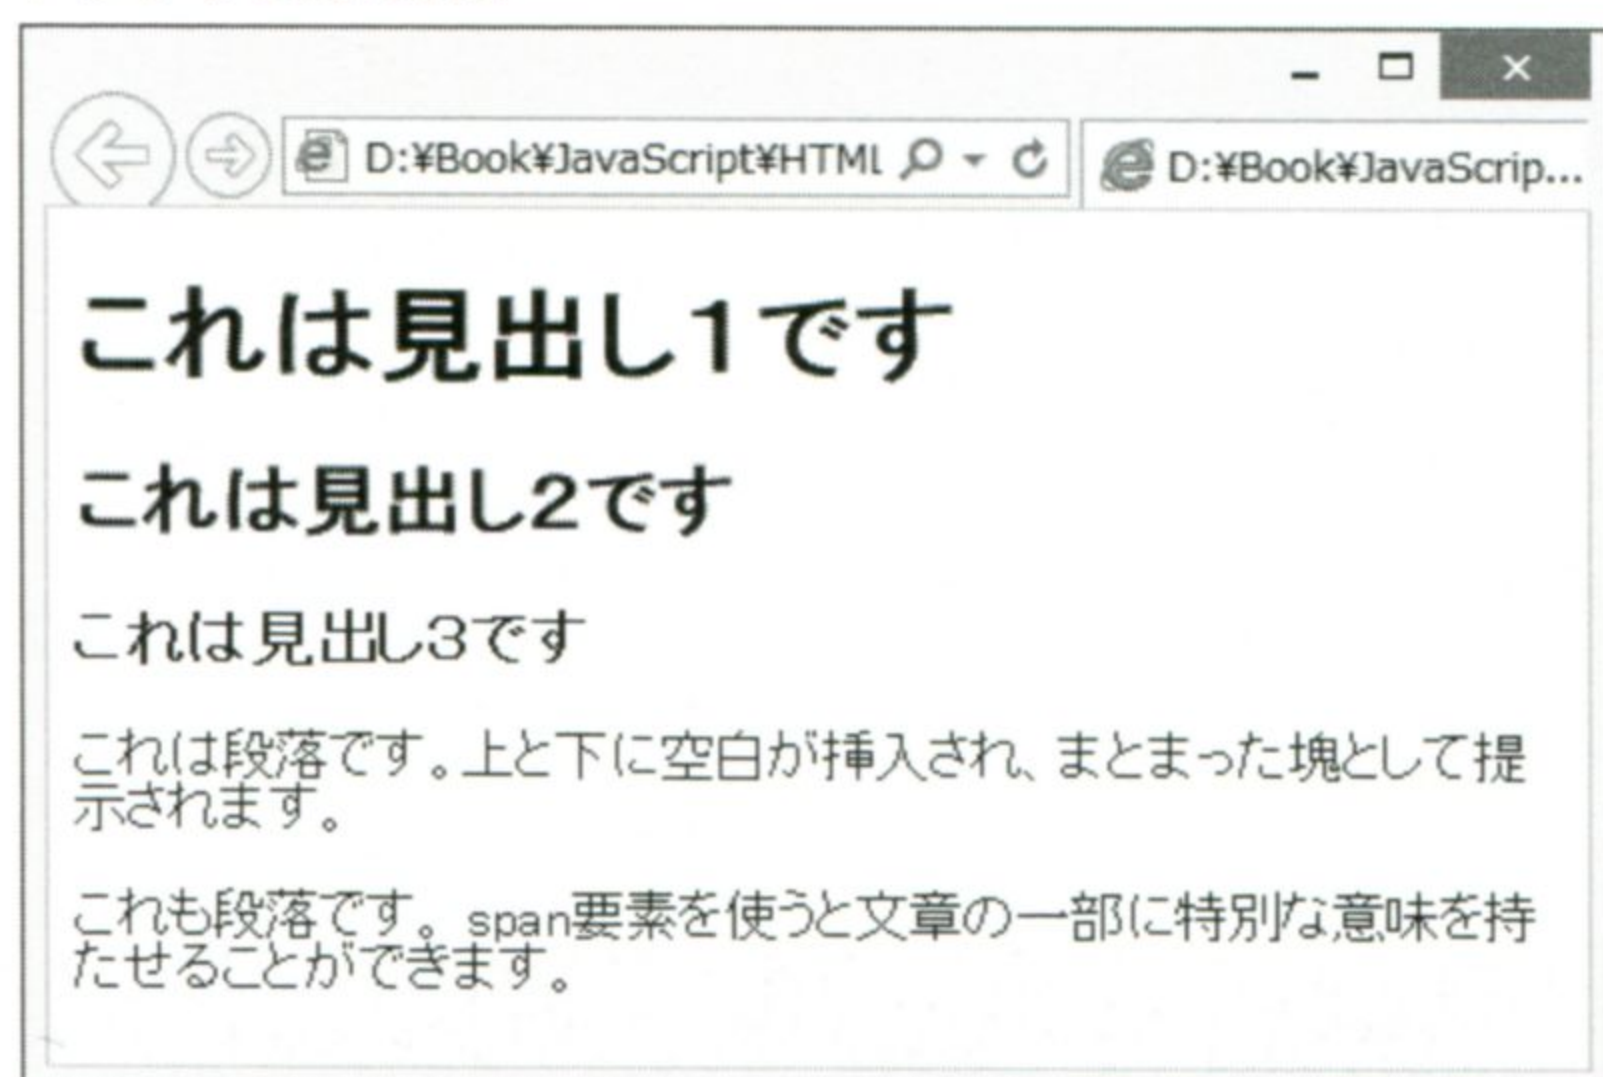 D:¥Book¥JavaScript¥HTML
D:¥Book¥JavaScrip...
これは見出し1です
これは見出し2です
これは見出し3です
これは段落です。上と下に空白が挿入され、まとまった塊として提
示されます。
これも段落です。span要素を使うと文章の一部に特別な意味を持
たせることができます。